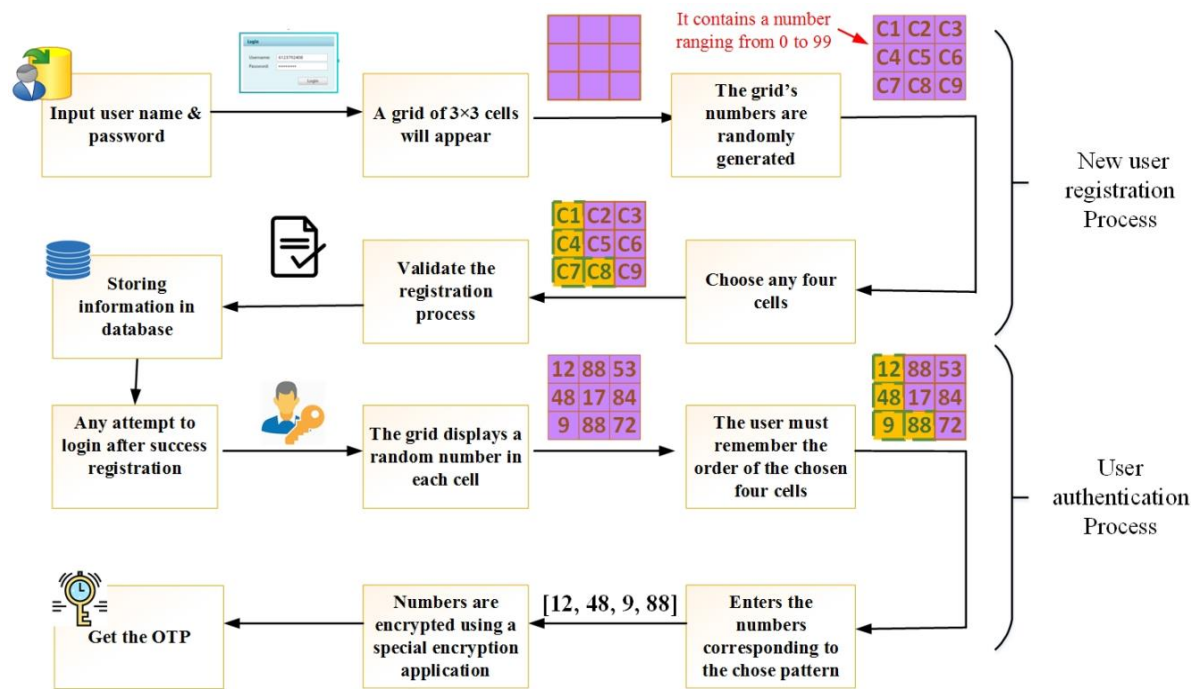 It contains a number
ranging from 0 to 99
C1 C2 C3
C4 C5 C6
C7 C8 C9
Login
Username:
Password:
Login
Input user name &
password
A grid of 3×3 cells
will appear
The grid's
numbers are
randomly
generated
New user
registration
Process
C1 C2 C3
C4 C5 C6
C7 C8 C9
Storing
information in
database
Validate the
registration
process
Choose any four
cells
12 88 53
48 17 84
9 88 72
12 88 53
48 17 84
9 88 72
Any attempt to
login after success
registration
The grid displays a
random number in
each cell
The user must
remember the
order of the chosen
four cells
User
authentication
Process
Get the OTP
Numbers are
encrypted using a
special encryption
application
[12, 48, 9, 88]
Enters the
numbers
corresponding to
the chose pattern